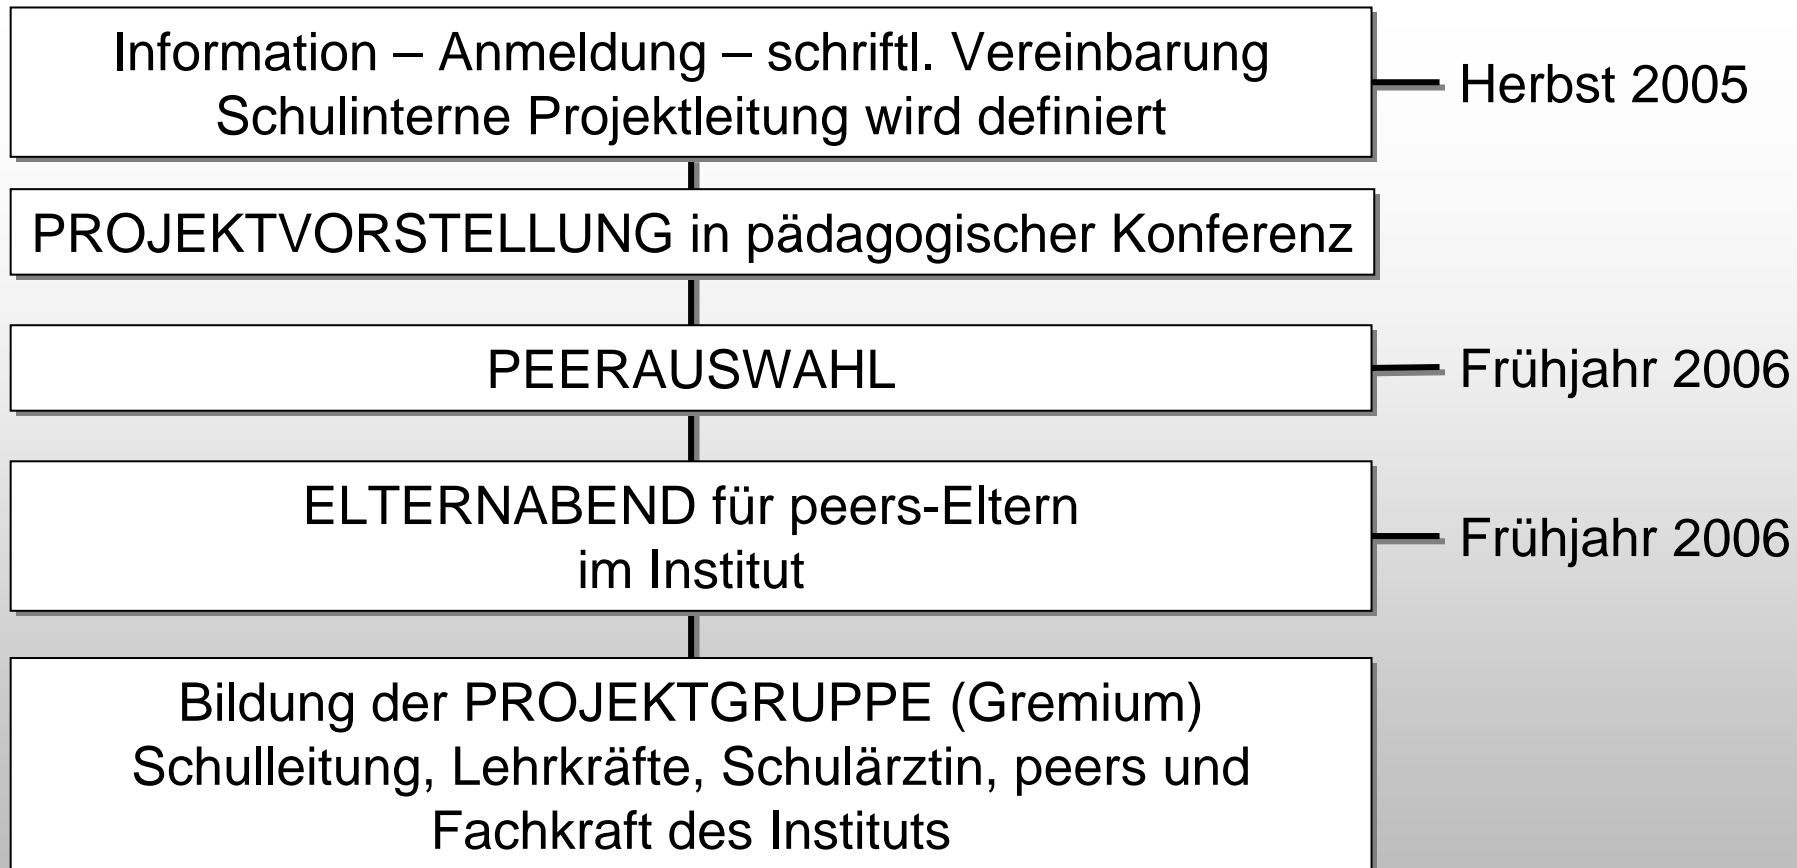 Information – Anmeldung – schriftl. Vereinbarung
Schulinterne Projektleitung wird definiert
Herbst 2005
PROJEKTVORSTELLUNG in pädagogischer Konferenz
PEERAUSWAHL
Frühjahr 2006
ELTERNABEND für peers-Eltern
im Institut
Frühjahr 2006
Bildung der PROJEKTGRUPPE (Gremium)
Schulleitung, Lehrkräfte, Schulärztin, peers und
Fachkraft des Instituts